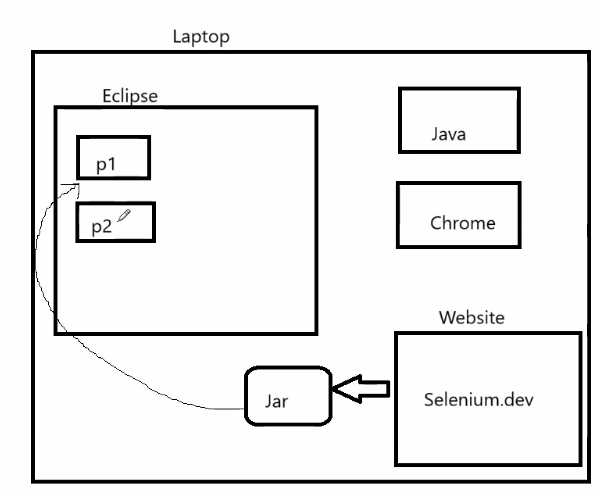 Laptop
Eclipse
p1
p2
Java
Chrome
Website
Selenium.dev
Jar